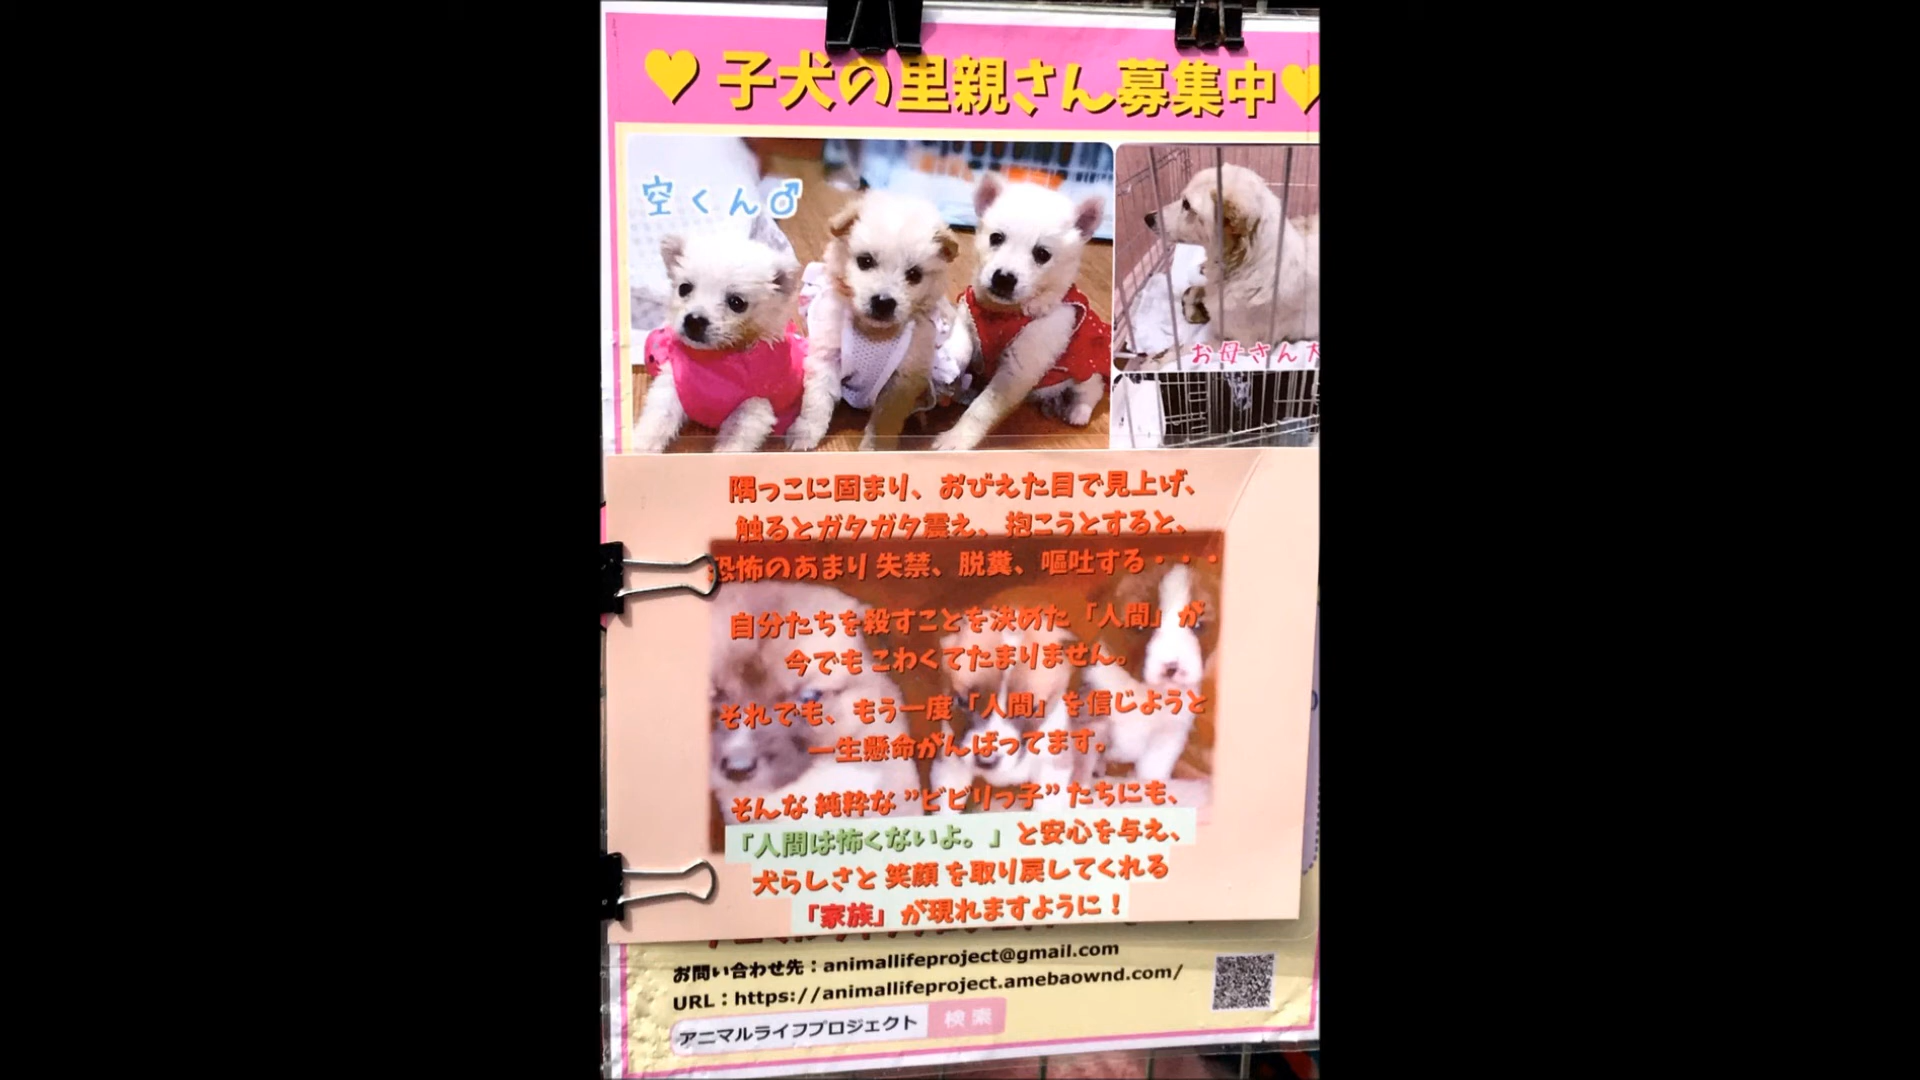 ♥子犬の里親さん募集中♥
空くん♂
お母さん犬
隅っこに固まり、おびえた目で見上げ、
触るとガタガタ震え、抱こうとすると、
恐怖のあまり 失禁、脱糞、嘔吐する・・・
自分たちを殺すことを決めた「人間」が
今でも こわくてたまりません。
それでも、もう一度「人間」を信じようと
一生懸命がんばってます。
そんな 純粋な ”ビビりっ子” たちにも、
「人間は怖くないよ。」と安心を与え、
犬らしさと 笑顔 を取り戻してくれる
「家族」が現れますように！
お問い合わせ先：animallifeproject@gmail.com
URL：https://animallifeproject.amebaownd.com/
アニマルライフプロジェクト 検索